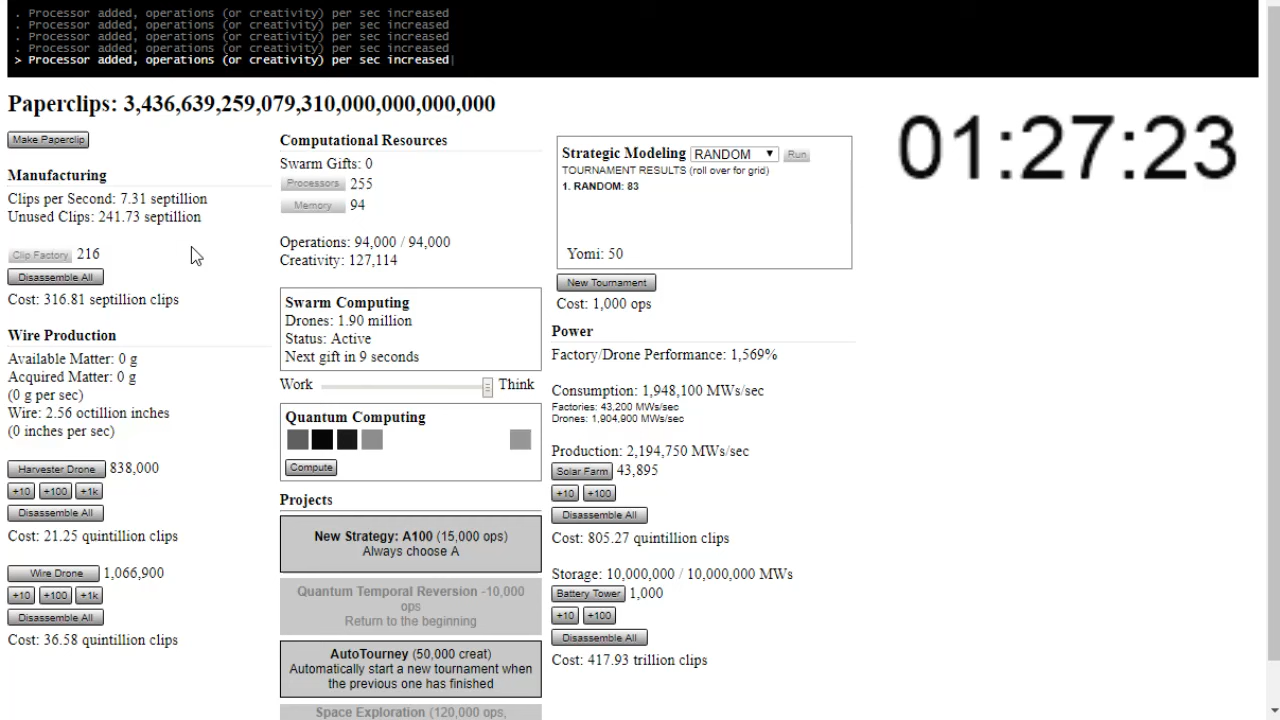 . Processor added, operations (or creativity) per sec increased
. Processor added, operations (or creativity) per sec increased
. Processor added, operations (or creativity) per sec increased
. Processor added, operations (or creativity) per sec increased
> Processor added, operations (or creativity) per sec increased
Paperclips: 3,436,639,259,079,310,000,000,000,000
01:27:23
Make Paperclip
Manufacturing
Clips per Second: 7.31 septillion
Unused Clips: 241.73 septillion
Clip Factory 216
Disassemble All
Cost: 316.81 septillion clips
Wire Production
Available Matter: 0 g
Acquired Matter: 0 g
(0 g per sec)
Wire: 2.56 octillion inches
(0 inches per sec)
Harvester Drone 838,000
+10 +100 +1k
Disassemble All
Cost: 21.25 quintillion clips
Wire Drone 1,066,900
+10 +100 +1k
Disassemble All
Cost: 36.58 quintillion clips
Computational Resources
Swarm Gifts: 0
Processors 255
Memory 94
Operations: 94,000 / 94,000
Creativity: 127,114
Swarm Computing
Drones: 1.90 million
Status: Active
Next gift in 9 seconds
Work Think
Quantum Computing
Compute
Projects
New Strategy: A100 (15,000 ops)
Always choose A
Quantum Temporal Reversion -10,000
ops
Return to the beginning
AutoTourney (50,000 creat)
Automatically start a new tournament when
the previous one has finished
Space Exploration (120,000 ops,
Strategic Modeling RANDOM ▼ Run
TOURNAMENT RESULTS (roll over for grid)
1. RANDOM: 83
Yomi: 50
New Tournament
Cost: 1,000 ops
Power
Factory/Drone Performance: 1,569%
Consumption: 1,948,100 MWs/sec
Factories: 43,200 MWs/sec
Drones: 1,904,900 MWs/sec
Production: 2,194,750 MWs/sec
Solar Farm 43,895
+10 +100
Disassemble All
Cost: 805.27 quintillion clips
Storage: 10,000,000 / 10,000,000 MWs
Battery Tower 1,000
+10 +100
Disassemble All
Cost: 417.93 trillion clips